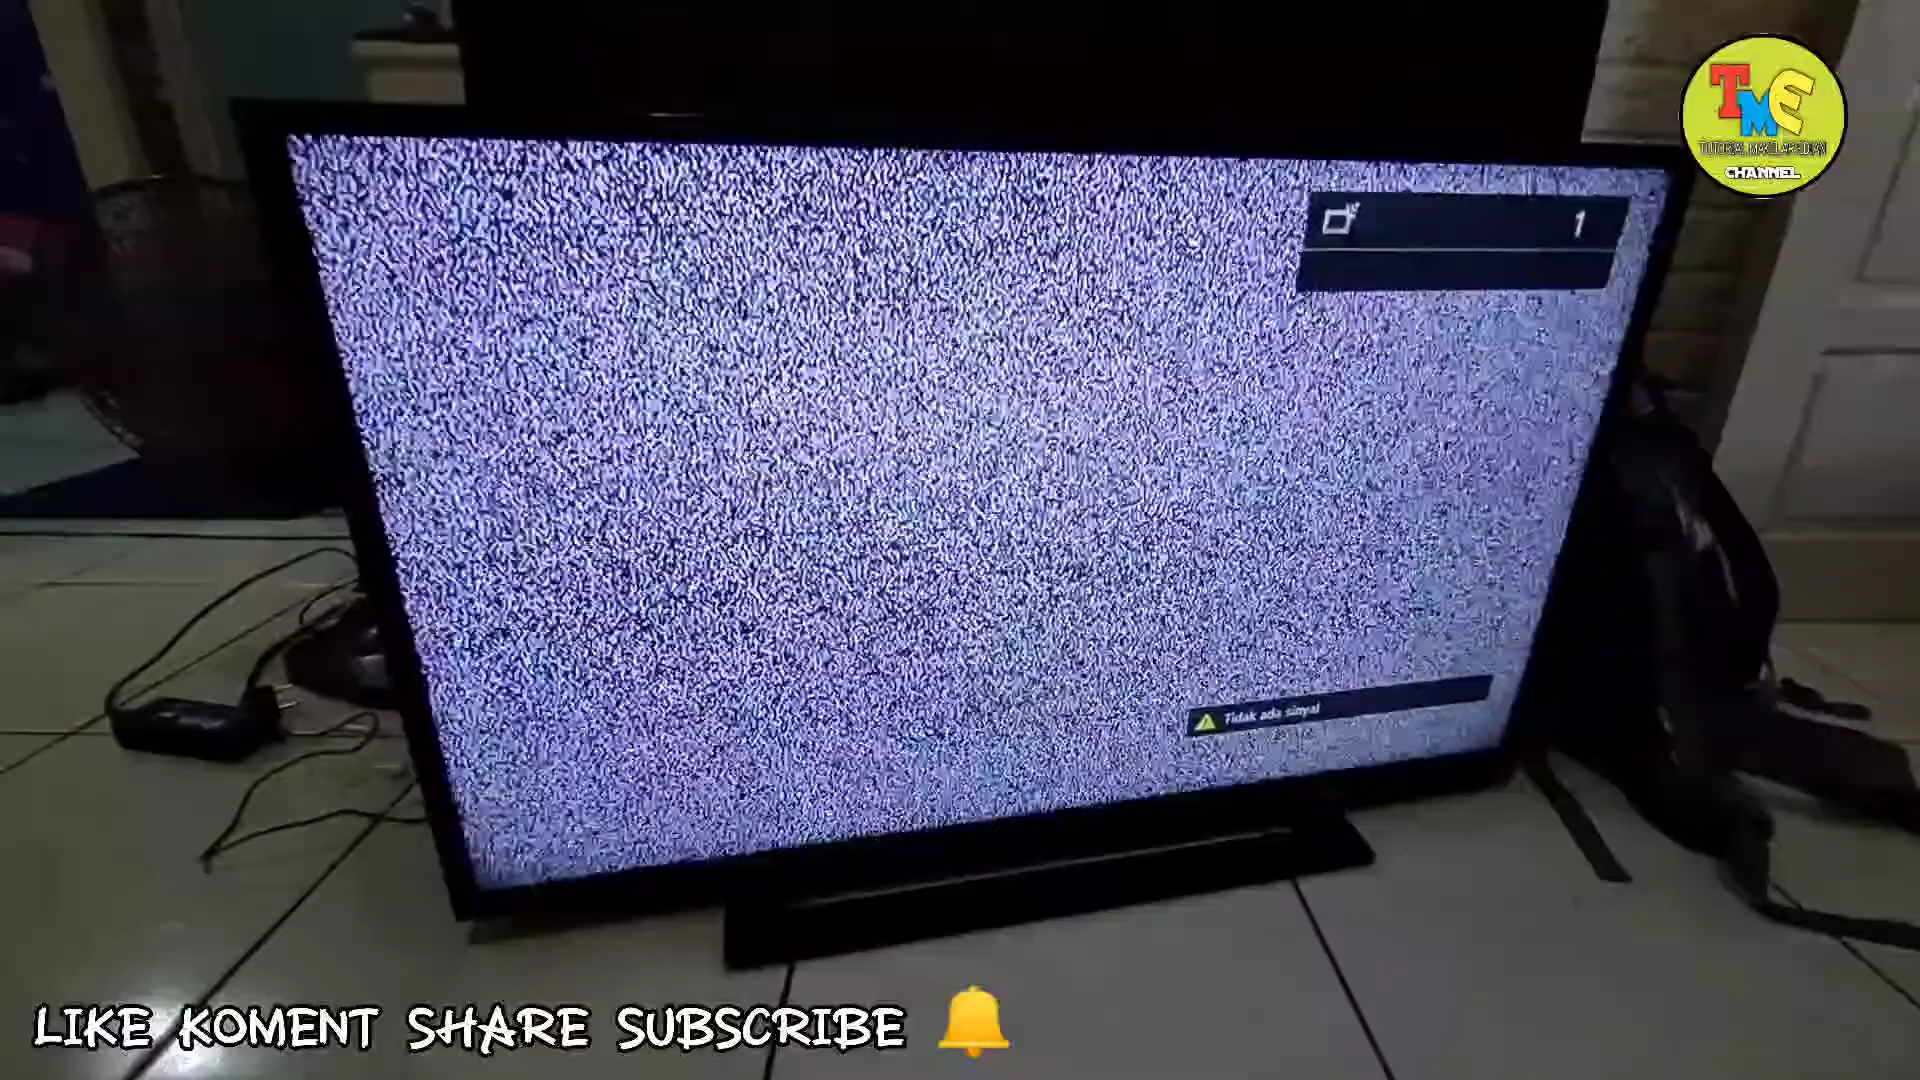 TME
CHANNEL
1
Tidak ada sinyal
LIKE KOMENT SHARE SUBSCRIBE